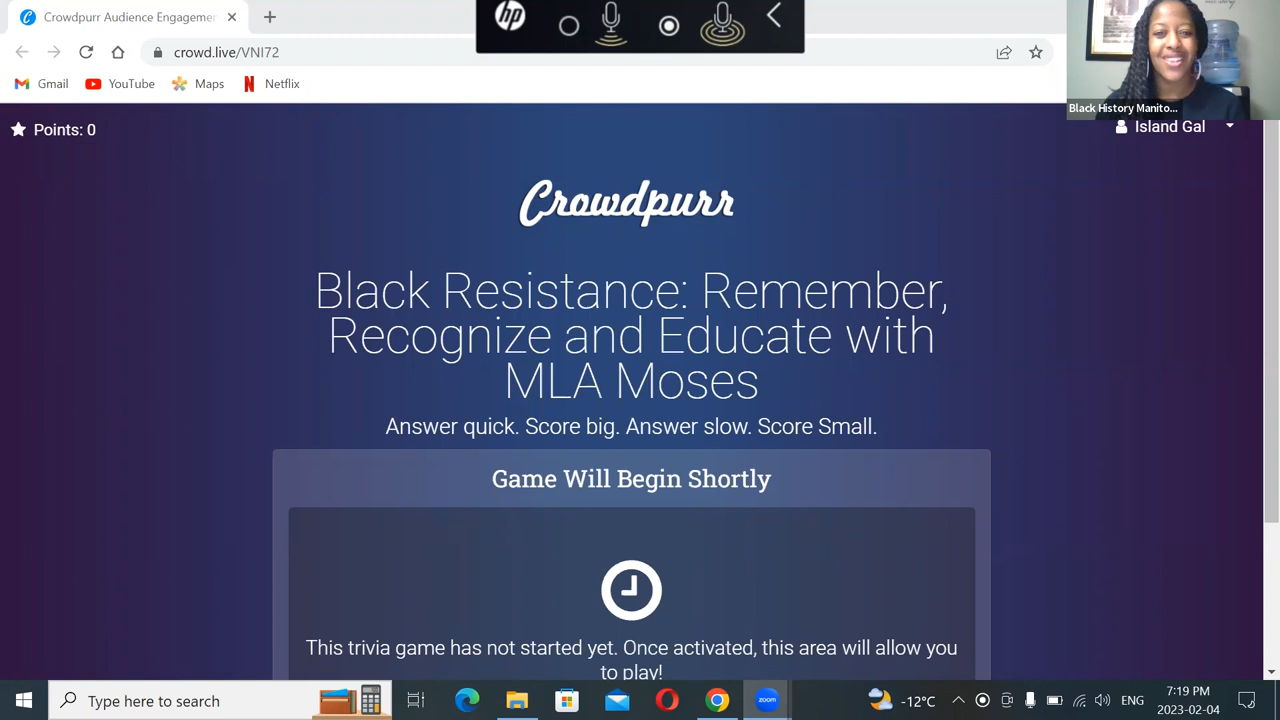 Crowdpurr Audience Engagemen
hp
crowd.live/VNI72
Gmail
YouTube
Maps
Netflix
Black History Manito...
Points: 0
Island Gal
Crowdpurr
Black Resistance: Remember,
Recognize and Educate with
MLA Moses
Answer quick. Score big. Answer slow. Score Small.
Game Will Begin Shortly
This trivia game has not started yet. Once activated, this area will allow you
to play!
Type here to search
zoom
-12°C
ENG
7:19 PM
2023-02-04